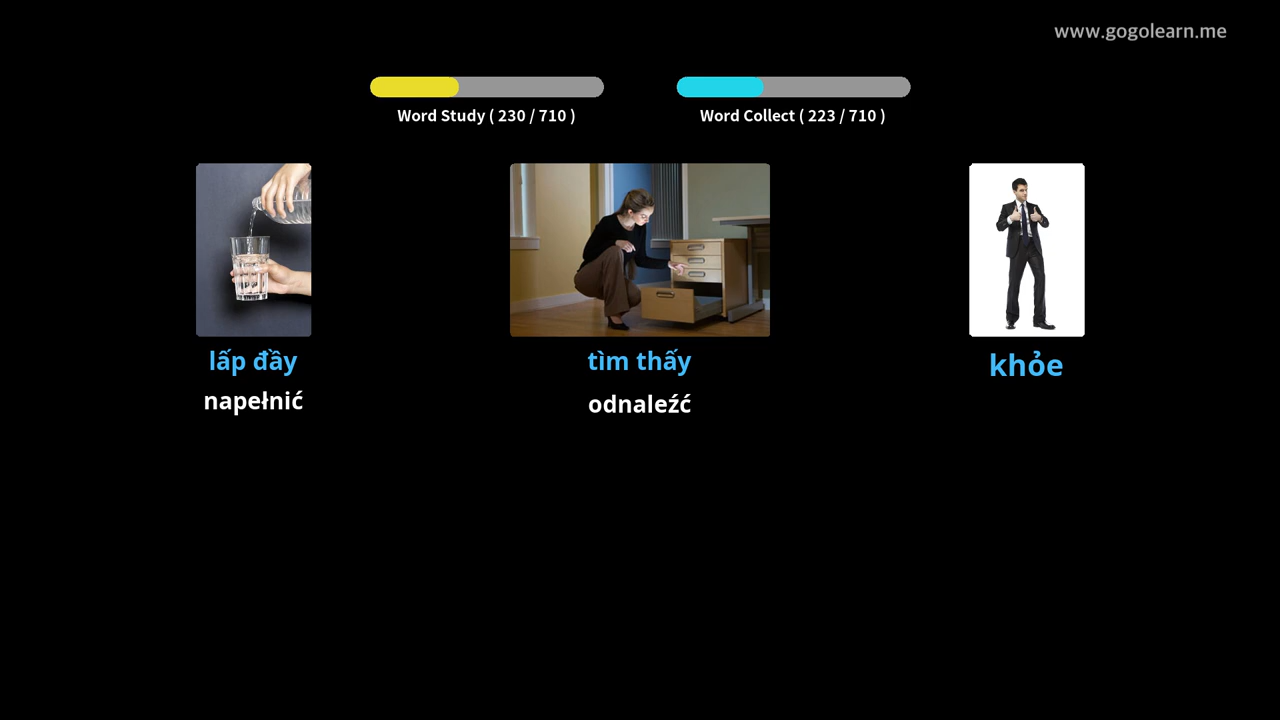 www.gogolearn.me
Word Study ( 230 / 710 )
Word Collect ( 223 / 710 )
lấp đầy
napełnić
tìm thấy
odnaleźć
khỏe